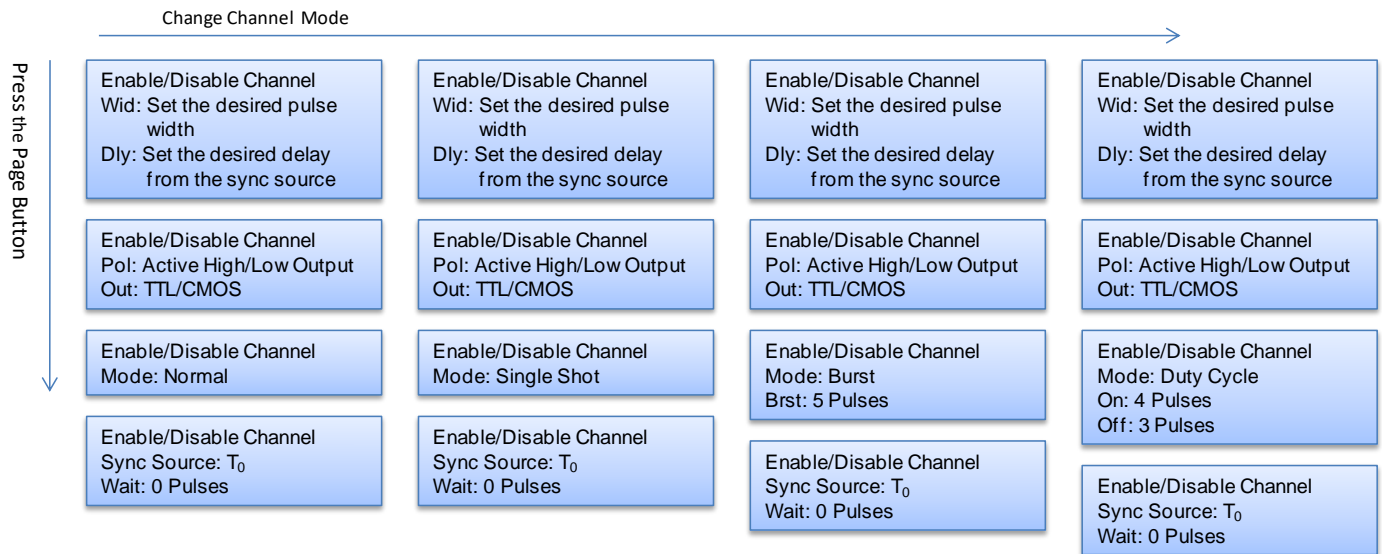 Change Channel Mode
Press the Page Button
Enable/Disable Channel
Wid: Set the desired pulse
width
Dly: Set the desired delay
from the sync source
Enable/Disable Channel
Pol: Active High/Low Output
Out: TTL/CMOS
Enable/Disable Channel
Mode: Normal
Enable/Disable Channel
Sync Source: T₀
Wait: 0 Pulses
Enable/Disable Channel
Wid: Set the desired pulse
width
Dly: Set the desired delay
from the sync source
Enable/Disable Channel
Pol: Active High/Low Output
Out: TTL/CMOS
Enable/Disable Channel
Mode: Single Shot
Enable/Disable Channel
Sync Source: T₀
Wait: 0 Pulses
Enable/Disable Channel
Wid: Set the desired pulse
width
Dly: Set the desired delay
from the sync source
Enable/Disable Channel
Pol: Active High/Low Output
Out: TTL/CMOS
Enable/Disable Channel
Mode: Burst
Brst: 5 Pulses
Enable/Disable Channel
Sync Source: T₀
Wait: 0 Pulses
Enable/Disable Channel
Wid: Set the desired pulse
width
Dly: Set the desired delay
from the sync source
Enable/Disable Channel
Pol: Active High/Low Output
Out: TTL/CMOS
Enable/Disable Channel
Mode: Duty Cycle
On: 4 Pulses
Off: 3 Pulses
Enable/Disable Channel
Sync Source: T₀
Wait: 0 Pulses